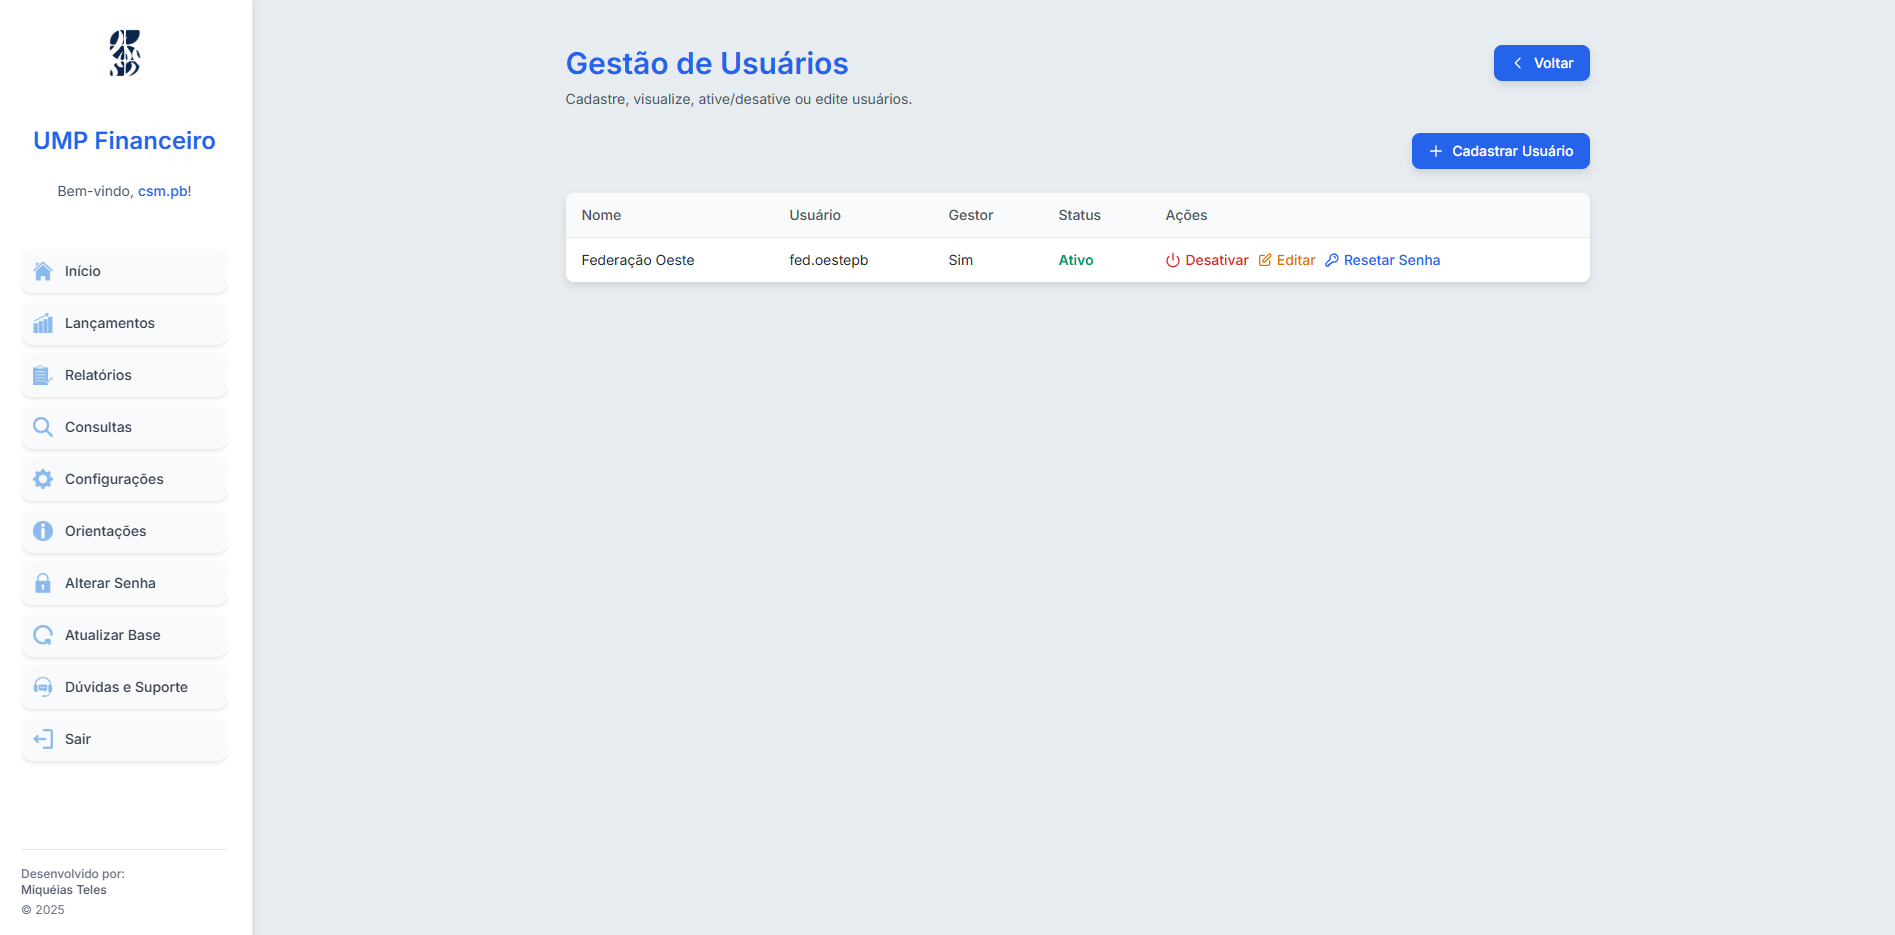 UMP Financeiro
Bem-vindo, csm.pb!
Início
Lançamentos
Relatórios
Consultas
Configurações
Orientações
Alterar Senha
Atualizar Base
Dúvidas e Suporte
Sair
Desenvolvido por:
Miquéias Teles
© 2025
Gestão de Usuários
Voltar
Cadastre, visualize, ative/desative ou edite usuários.
Cadastrar Usuário
Nome Usuário Gestor Status Ações
Federação Oeste fed.oestepb Sim Ativo Desativar Editar Resetar Senha